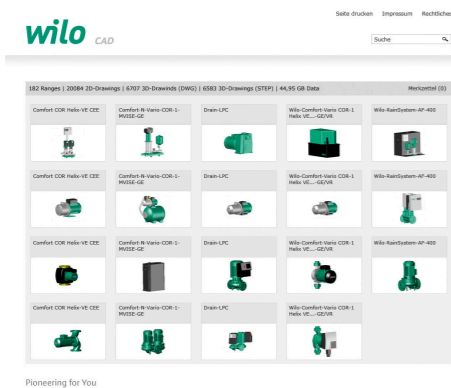 Seite drucken Impressum Rechtliches
wilo CAD
Suche
182 Ranges | 20084 2D-Drawings | 6707 3D-Drawinds (DWG) | 6583 3D-Drawings (STEP) | 44,95 GB Data Merkzettel (0)
Comfort COR Helix-VE CEE Comfort-N-Vario-COR-1- Drain-LPC Wilo-Comfort-Vario COR-1 Wilo-RainSystem-AF-400
MVISE-GE Helix VE...-GE/VR
Comfort COR Helix-VE CEE Comfort-N-Vario-COR-1- Drain-LPC Wilo-Comfort-Vario COR-1 Wilo-RainSystem-AF-400
MVISE-GE Helix VE...-GE/VR
Comfort COR Helix-VE CEE Comfort-N-Vario-COR-1- Drain-LPC Wilo-Comfort-Vario COR-1 Wilo-RainSystem-AF-400
MVISE-GE Helix VE...-GE/VR
Comfort COR Helix-VE CEE Comfort-N-Vario-COR-1- Drain-LPC Wilo-Comfort-Vario COR-1
MVISE-GE Helix VE...-GE/VR
Pioneering for You